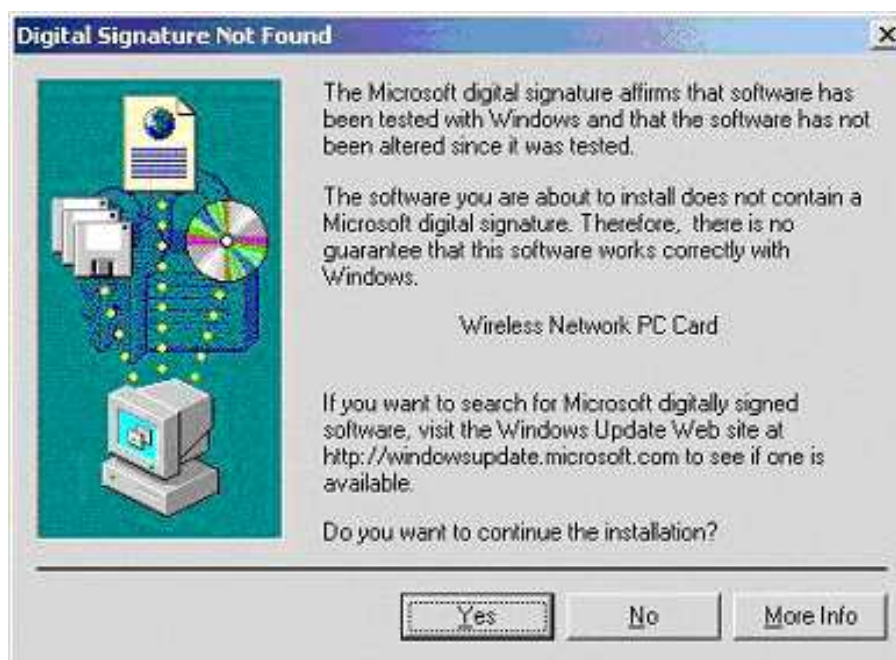 Digital Signature Not Found
The Microsoft digital signature affirms that software has
been tested with Windows and that the software has not
been altered since it was tested.
The software you are about to install does not contain a
Microsoft digital signature. Therefore, there is no
guarantee that this software works correctly with
Windows.
Wireless Network PC Card
If you want to search for Microsoft digitally signed
software, visit the Windows Update Web site at
http://windowsupdate.microsoft.com to see if one is
available.
Do you want to continue the installation?
Yes No More Info